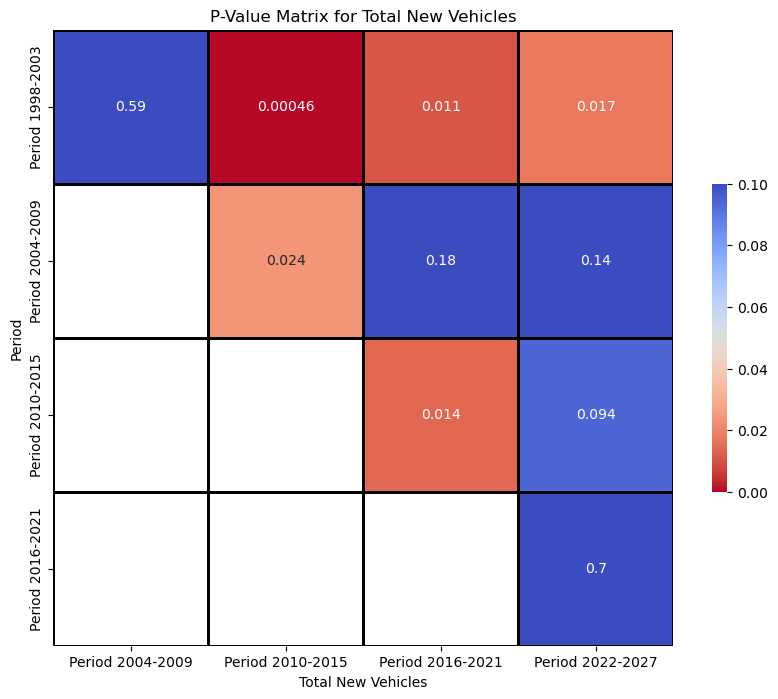 P-Value Matrix for Total New Vehicles
Period
Period 1998-2003
0.59
0.00046
0.011
0.017
Period 2004-2009
0.024
0.18
0.14
Period 2010-2015
0.014
0.094
Period 2016-2021
0.7
Period 2004-2009
Period 2010-2015
Period 2016-2021
Period 2022-2027
Total New Vehicles
0.10
0.08
0.06
0.04
0.02
0.00